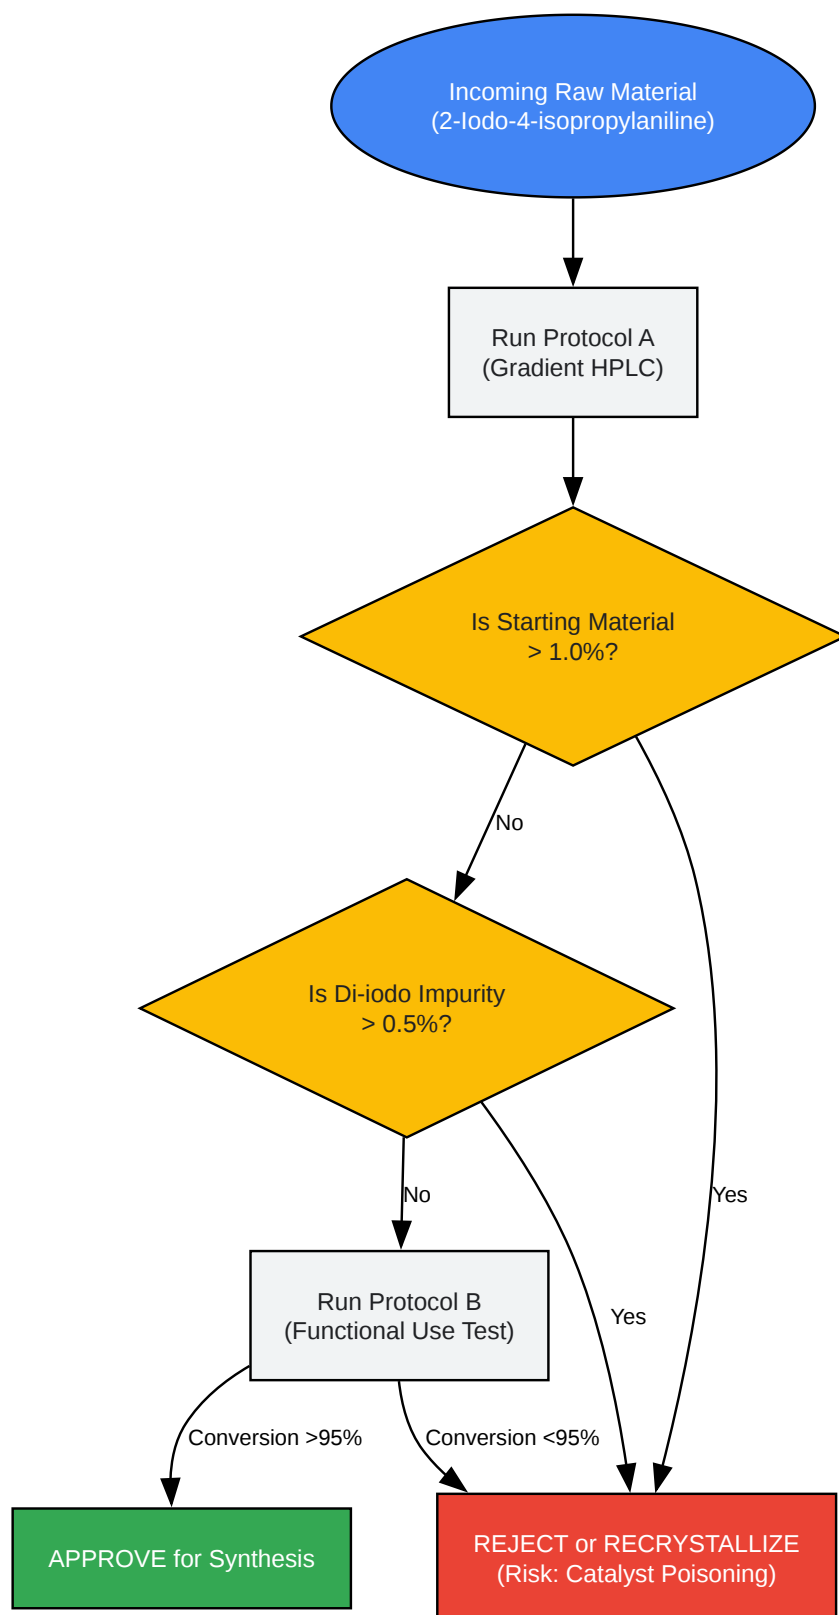 Incoming Raw Material
(2-Iodo-4-isopropylaniline)
Run Protocol A
(Gradient HPLC)
Is Starting Material
> 1.0%?
No
Is Di-iodo Impurity
> 0.5%?
No
Yes
Run Protocol B
(Functional Use Test)
Yes
Conversion >95%
Conversion <95%
APPROVE for Synthesis
REJECT or RECRYSTALLIZE
(Risk: Catalyst Poisoning)